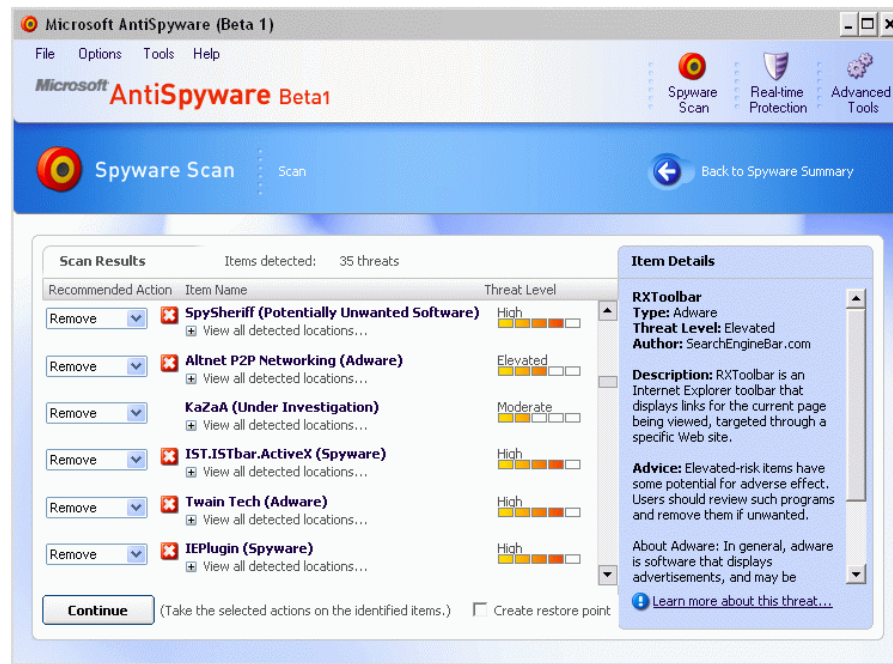 Microsoft AntiSpyware (Beta 1)
File Options Tools Help
Microsoft AntiSpyware Beta1
Spyware Scan
Real-time Protection
Advanced Tools
Spyware Scan
Scan
Back to Spyware Summary
Scan Results
Items detected: 35 threats
Recommended Action Item Name Threat Level
Remove SpySheriff (Potentially Unwanted Software) High
View all detected locations...
Remove Altnet P2P Networking (Adware) Elevated
View all detected locations...
Remove KaZaA (Under Investigation) Moderate
Remove IST.ISTbar.ActiveX (Spyware) High
View all detected locations...
Remove Twain Tech (Adware) High
View all detected locations...
Remove IEPlugin (Spyware) High
View all detected locations...
Continue (Take the selected actions on the identified items.) Create restore point
Item Details
RXToolbar
Type: Adware
Threat Level: Elevated
Author: SearchEngineBar.com
Description: RXToolbar is an
Internet Explorer toolbar that
displays links for the current page
being viewed, targeted through a
specific Web site.
Advice: Elevated-risk items have
some potential for adverse effect.
Users should review such programs
and remove them if unwanted.
About Adware: In general, adware
is software that displays
advertisements, and may be
Learn more about this threat...